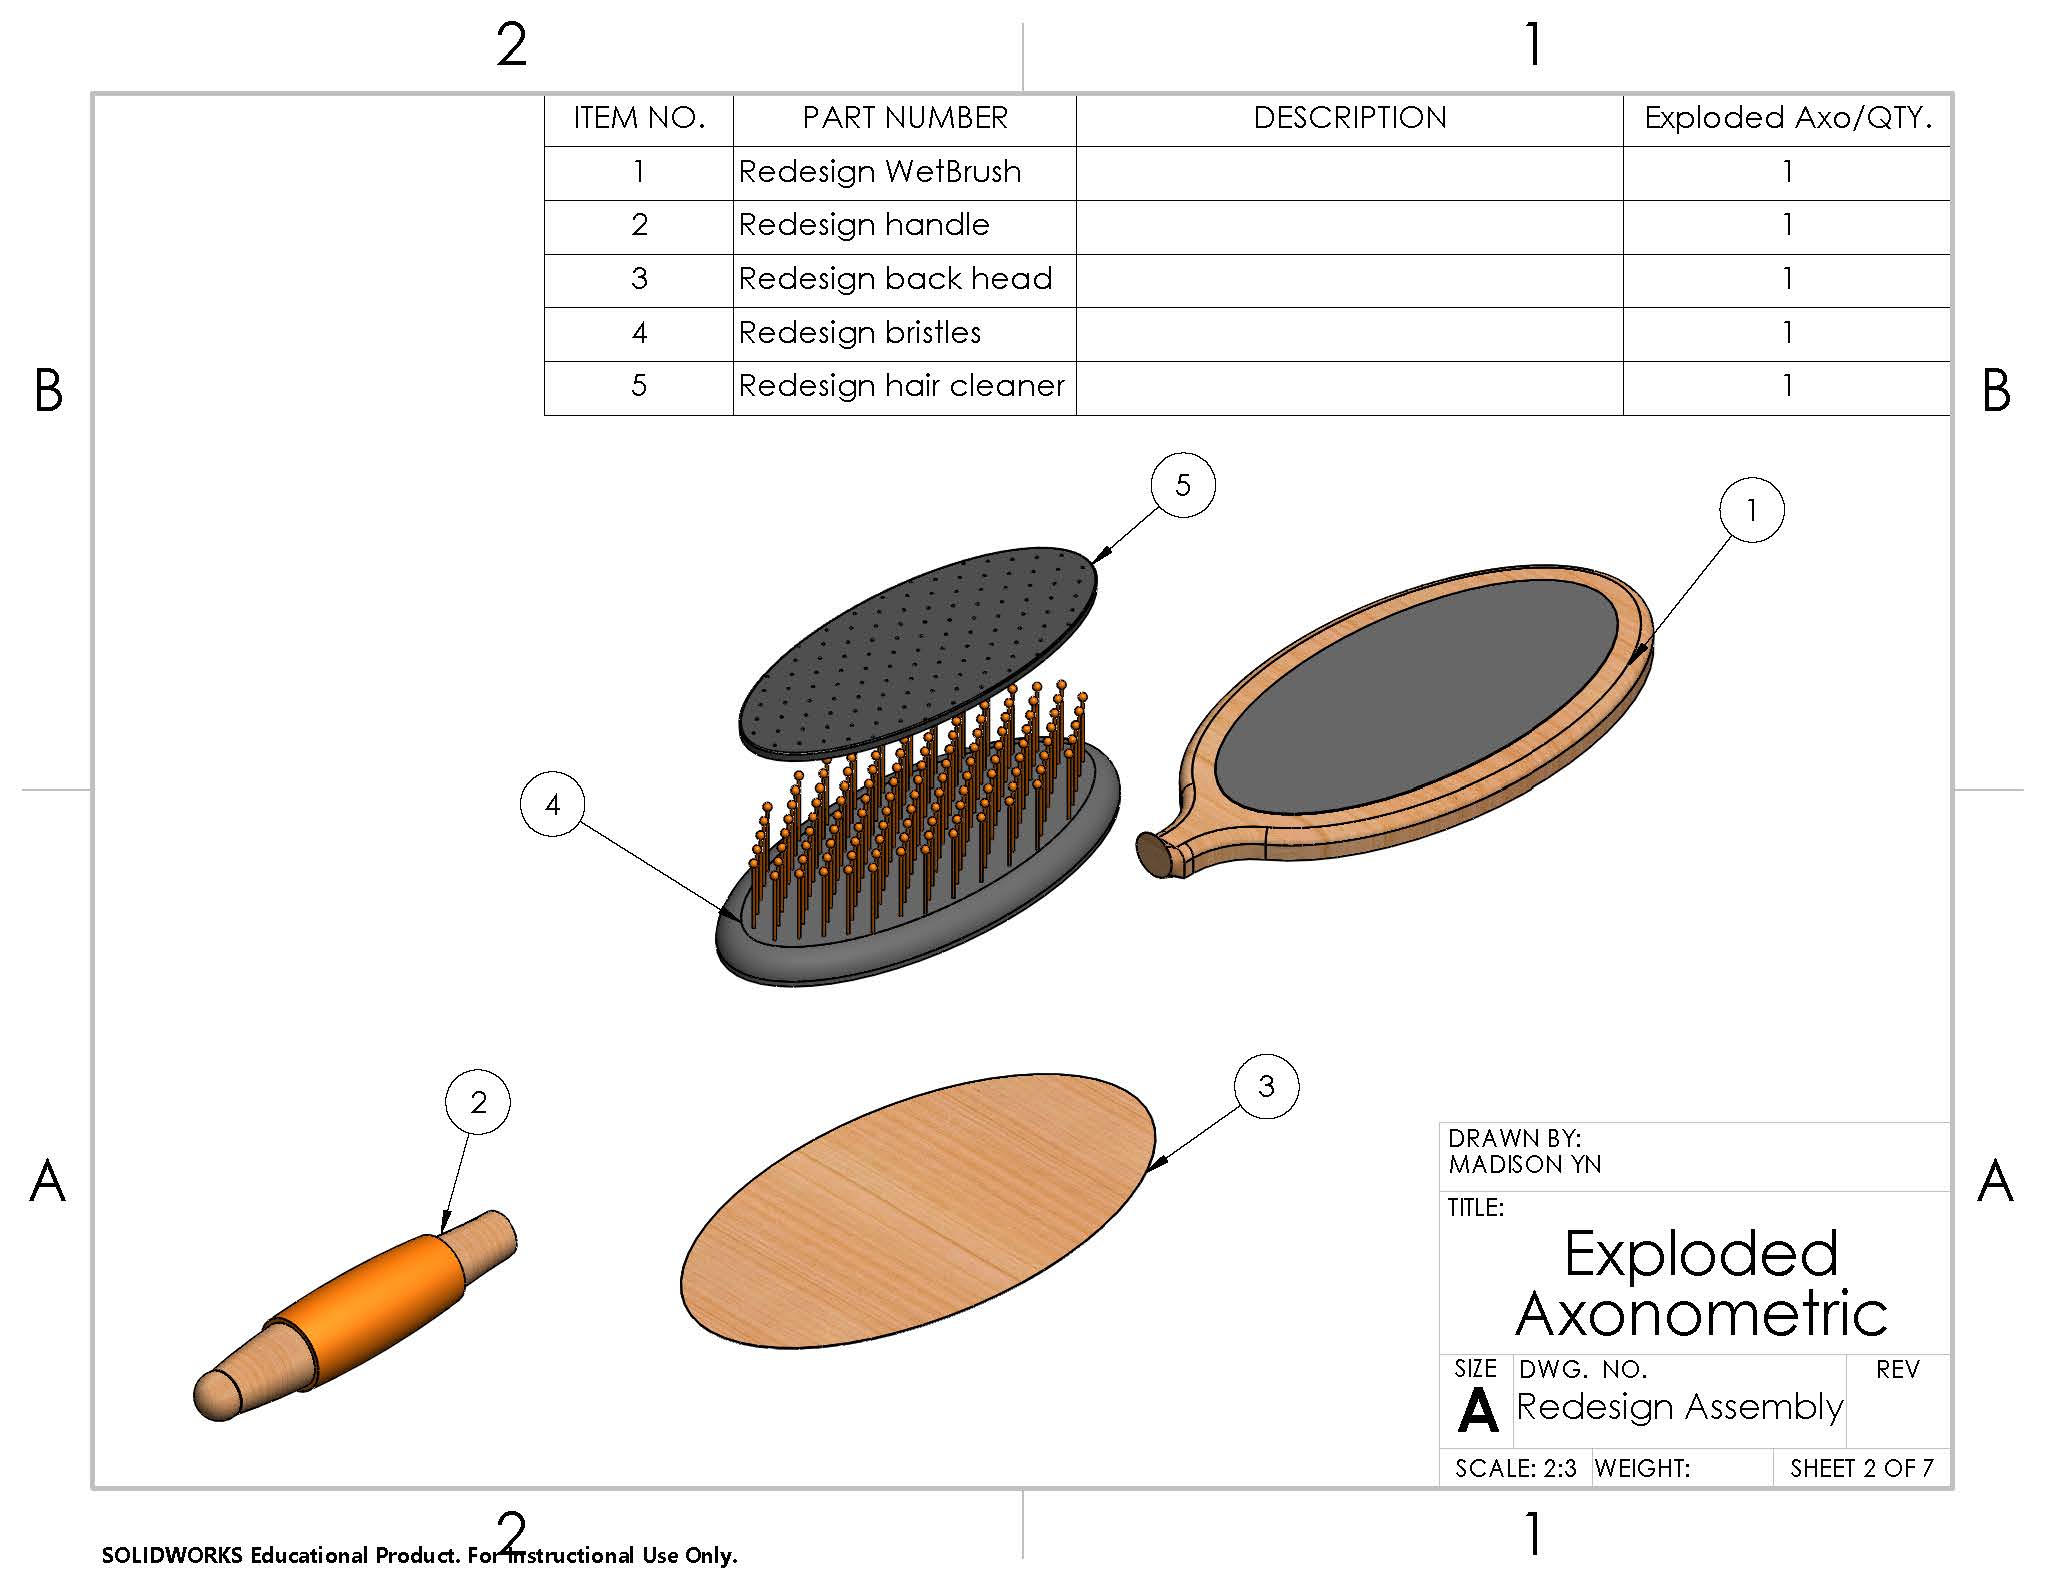 2 1
ITEM NO. PART NUMBER DESCRIPTION Exploded Axo/QTY.
1 Redesign WetBrush 1
2 Redesign handle 1
3 Redesign back head 1
4 Redesign bristles 1
5 Redesign hair cleaner 1
B B
5
1
4
2
3
A A
DRAWN BY:
MADISON YN
TITLE:
Exploded
Axonometric
SIZE DWG. NO. REV
A Redesign Assembly
SCALE: 2:3 WEIGHT: SHEET 2 OF 7
2 1
SOLIDWORKS Educational Product. For Instructional Use Only.